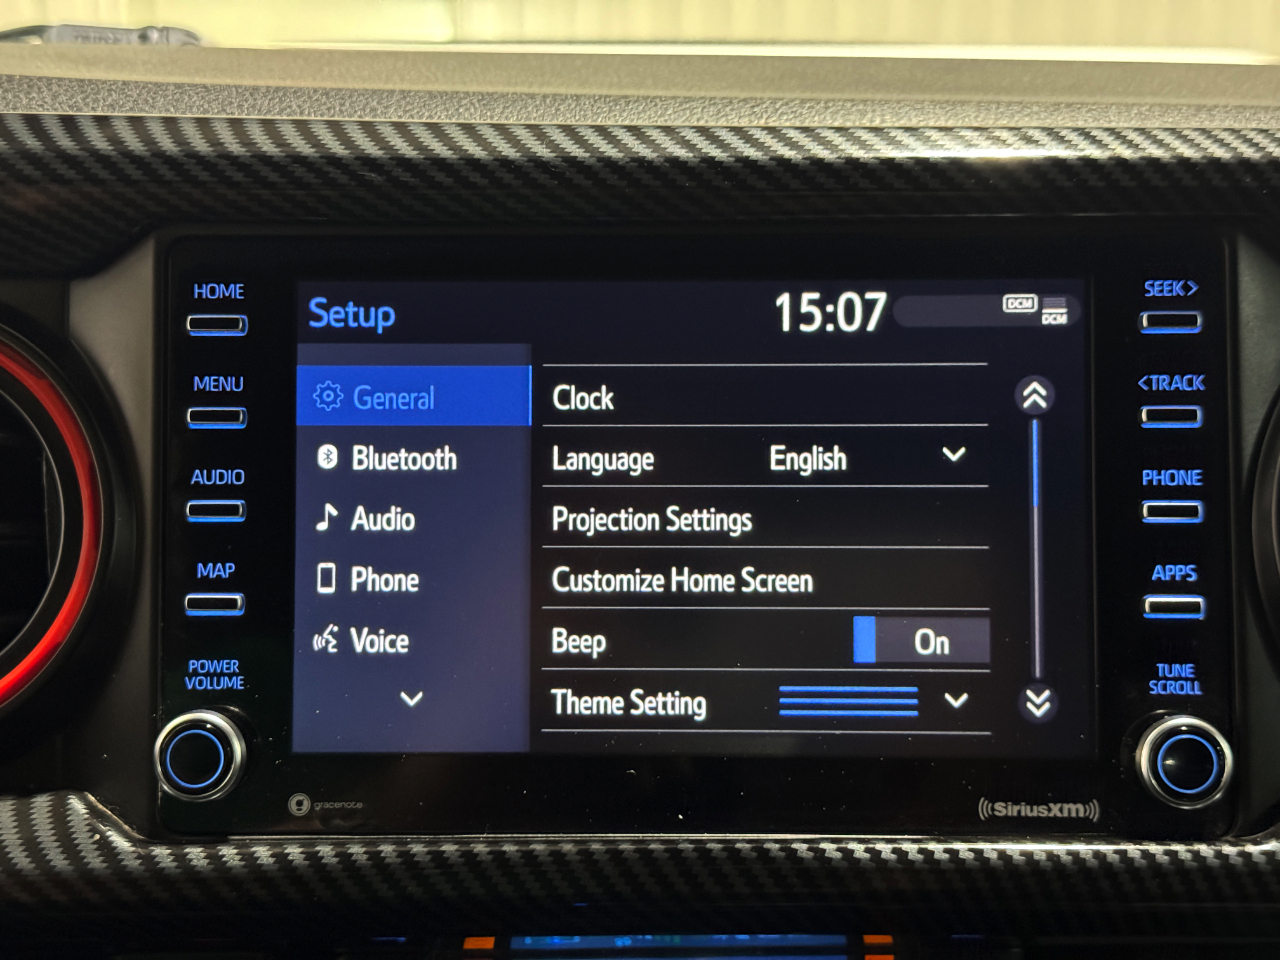 HOME
MENU
AUDIO
MAP
POWER
VOLUME
Setup
15:07
DCM
DCM
General
Bluetooth
Audio
Phone
Voice
Clock
Language English
Projection Settings
Customize Home Screen
Beep On
Theme Setting
SEEK>
<TRACK
PHONE
APPS
TUNE
SCROLL
gracenote
SiriusXM